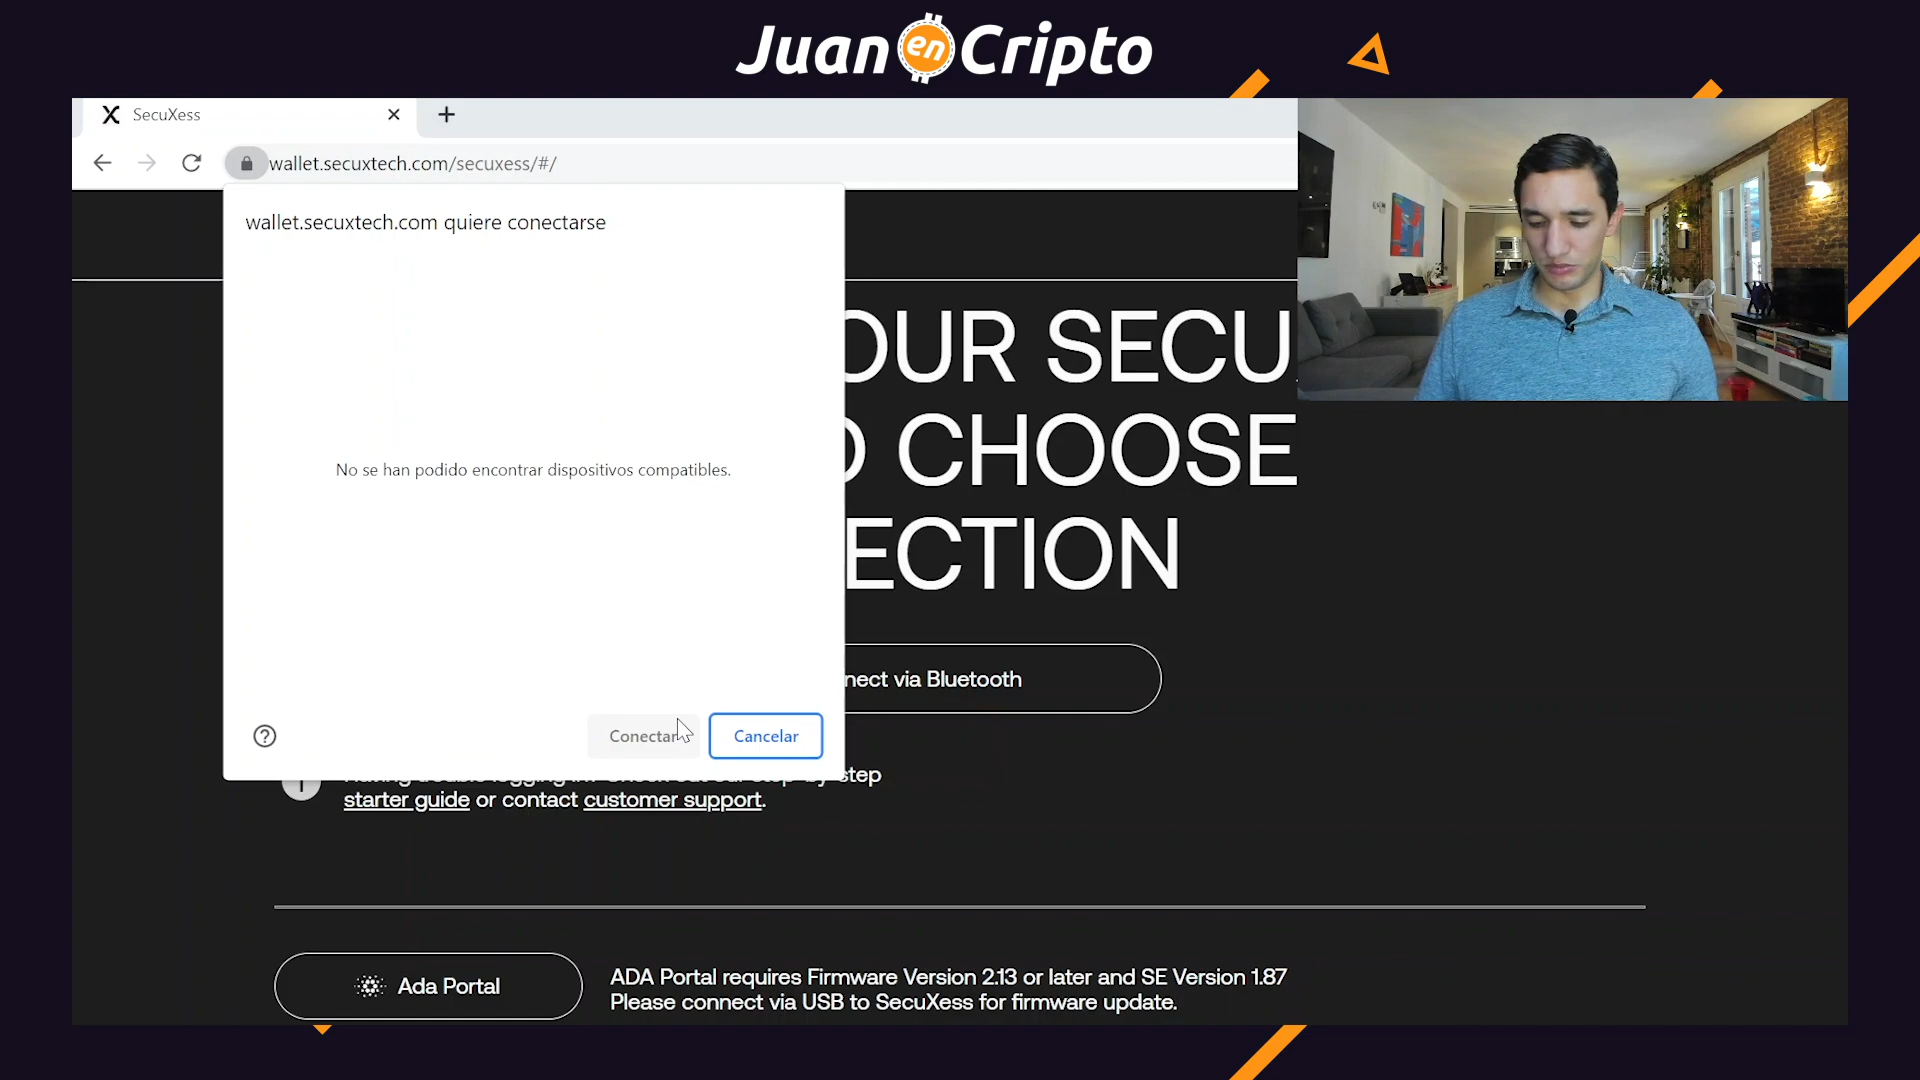 Juan en Cripto
SecuXess
wallet.secuxtech.com/secuxess/#/
wallet.secuxtech.com quiere conectarse
OUR SECU
CHOOSE
ECTION
No se han podido encontrar dispositivos compatibles.
nect via Bluetooth
Conectar
Cancelar
step
starter guide or contact customer support.
Ada Portal
ADA Portal requires Firmware Version 2.13 or later and SE Version 1.87
Please connect via USB to SecuXess for firmware update.